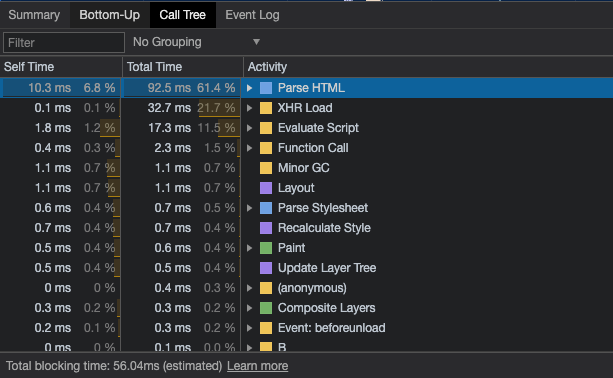 Summary Bottom-Up Call Tree Event Log
Filter No Grouping ▼
Self Time Total Time Activity
10.3 ms 6.8 % 92.5 ms 61.4 % Parse HTML
0.1 ms 0.1 % 32.7 ms 21.7 % XHR Load
1.8 ms 1.2 % 17.3 ms 11.5 % Evaluate Script
0.4 ms 0.3 % 2.3 ms 1.5 % Function Call
1.1 ms 0.7 % 1.1 ms 0.7 % Minor GC
1.1 ms 0.7 % 1.1 ms 0.7 % Layout
0.6 ms 0.4 % 0.7 ms 0.5 % Parse Stylesheet
0.7 ms 0.4 % 0.7 ms 0.4 % Recalculate Style
0.5 ms 0.4 % 0.6 ms 0.4 % Paint
0.5 ms 0.4 % 0.5 ms 0.4 % Update Layer Tree
0 ms 0 % 0.4 ms 0.3 % (anonymous)
0.3 ms 0.2 % 0.3 ms 0.2 % Composite Layers
0.2 ms 0.1 % 0.3 ms 0.2 % Event: beforeunload
0 ms 0 % 0.1 ms 0.0 % B
Total blocking time: 56.04ms (estimated) Learn more